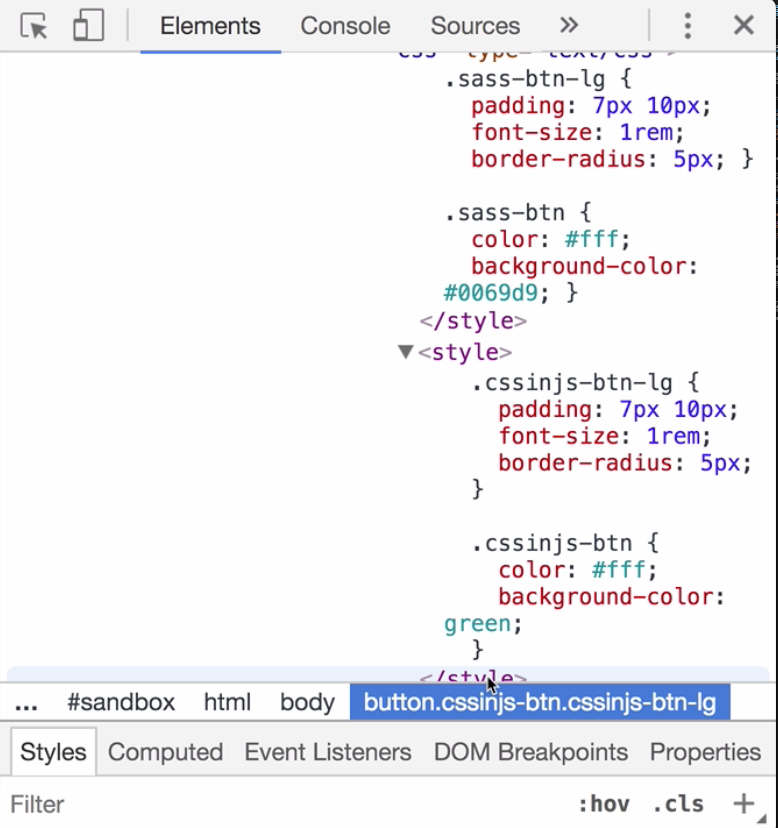 Elements Console Sources »
css" type="text/css">
.sass-btn-lg {
padding: 7px 10px;
font-size: 1rem;
border-radius: 5px; }
.sass-btn {
color: #fff;
background-color:
#0069d9; }
</style>
▼<style>
.cssinjs-btn-lg {
padding: 7px 10px;
font-size: 1rem;
border-radius: 5px;
}
.cssinjs-btn {
color: #fff;
background-color:
green;
}
</style>
... #sandbox html body button.cssinjs-btn.cssinjs-btn-lg
Styles Computed Event Listeners DOM Breakpoints Properties
Filter :hov .cls +